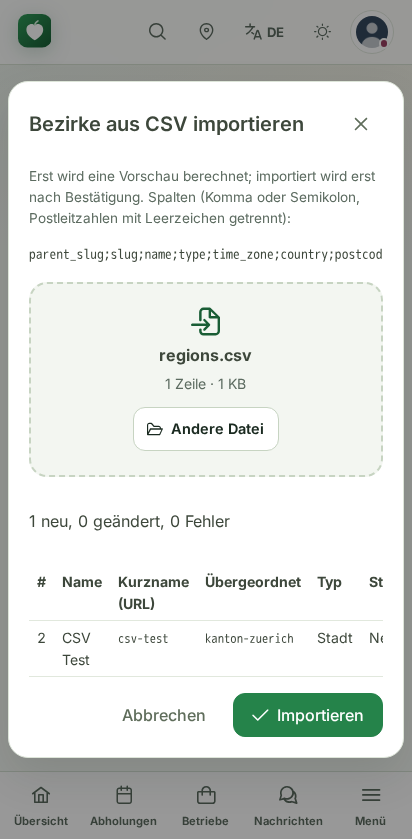 DE
Bezirke aus CSV importieren
Erst wird eine Vorschau berechnet; importiert wird erst
nach Bestätigung. Spalten (Komma oder Semikolon,
Postleitzahlen mit Leerzeichen getrennt):
parent_slug;slug;name;type;time_zone;country;postcod
regions.csv
1 Zeile · 1 KB
Andere Datei
1 neu, 0 geändert, 0 Fehler
# Name Kurzname Übergeordnet Typ St
(URL)
2 CSV csv-test kanton-zuerich Stadt Ne
Test
Abbrechen Importieren
Übersicht Abholungen Betriebe Nachrichten Menü